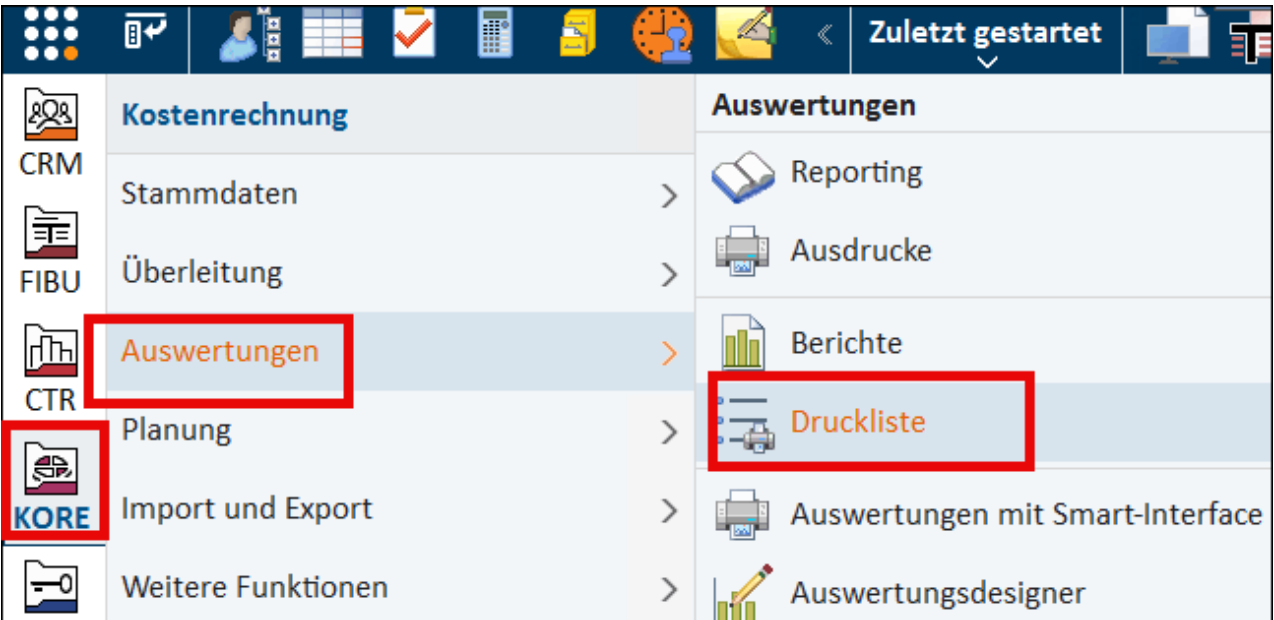 Zuletzt gestartet
CRM
FIBU
CTR
KORE
Kostenrechnung
Stammdaten
Überleitung
Auswertungen
Planung
Import und Export
Weitere Funktionen
Auswertungen
Reporting
Ausdrucke
Berichte
Druckliste
Auswertungen mit Smart-Interface
Auswertungsdesigner